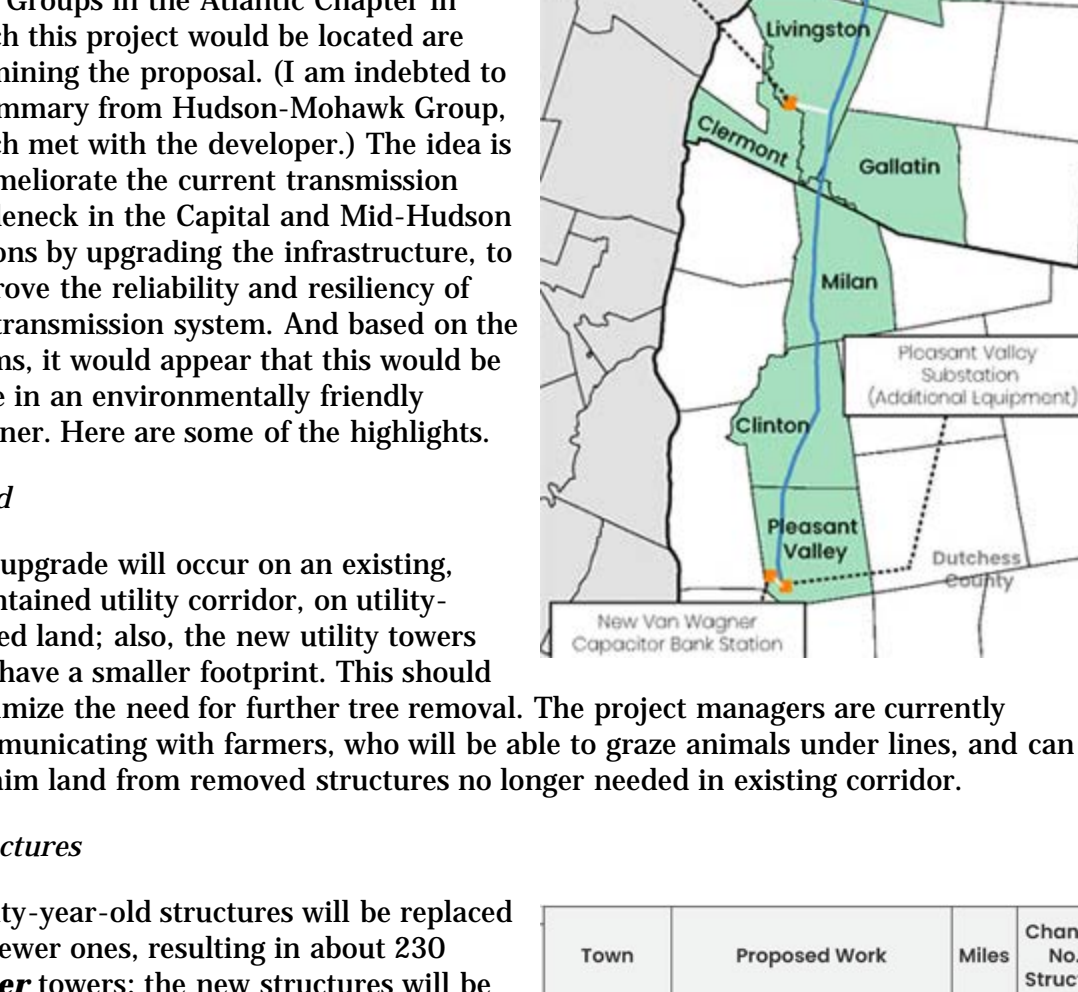 Groups in the Atlantic Chapter in
ch this project would be located are
mining the proposal. (I am indebted to
mmary from Hudson-Mohawk Group,
ch met with the developer.) The idea is
meliorate the current transmission
leneck in the Capital and Mid-Hudson
ons by upgrading the infrastructure, to
rove the reliability and resiliency of
transmission system. And based on the
ms, it would appear that this would be
e in an environmentally friendly
ner. Here are some of the highlights.
d
upgrade will occur on an existing,
ntained utility corridor, on utility-
ed land; also, the new utility towers
have a smaller footprint. This should
imize the need for further tree removal. The project managers are currently
municating with farmers, who will be able to graze animals under lines, and can
aim land from removed structures no longer needed in existing corridor.
ctures
ty-year-old structures will be replaced
ewer ones, resulting in about 230
er towers; the new structures will be
Livingston
Clermont
Gallatin
Milan
Pleasant Valley
Substation
(Additional Equipment)
Clinton
Pleasant
Valley
Dutchess
County
New Van Wagner
Capacitor Bank Station
Town
Proposed Work
Miles
Chan
No.
Struct